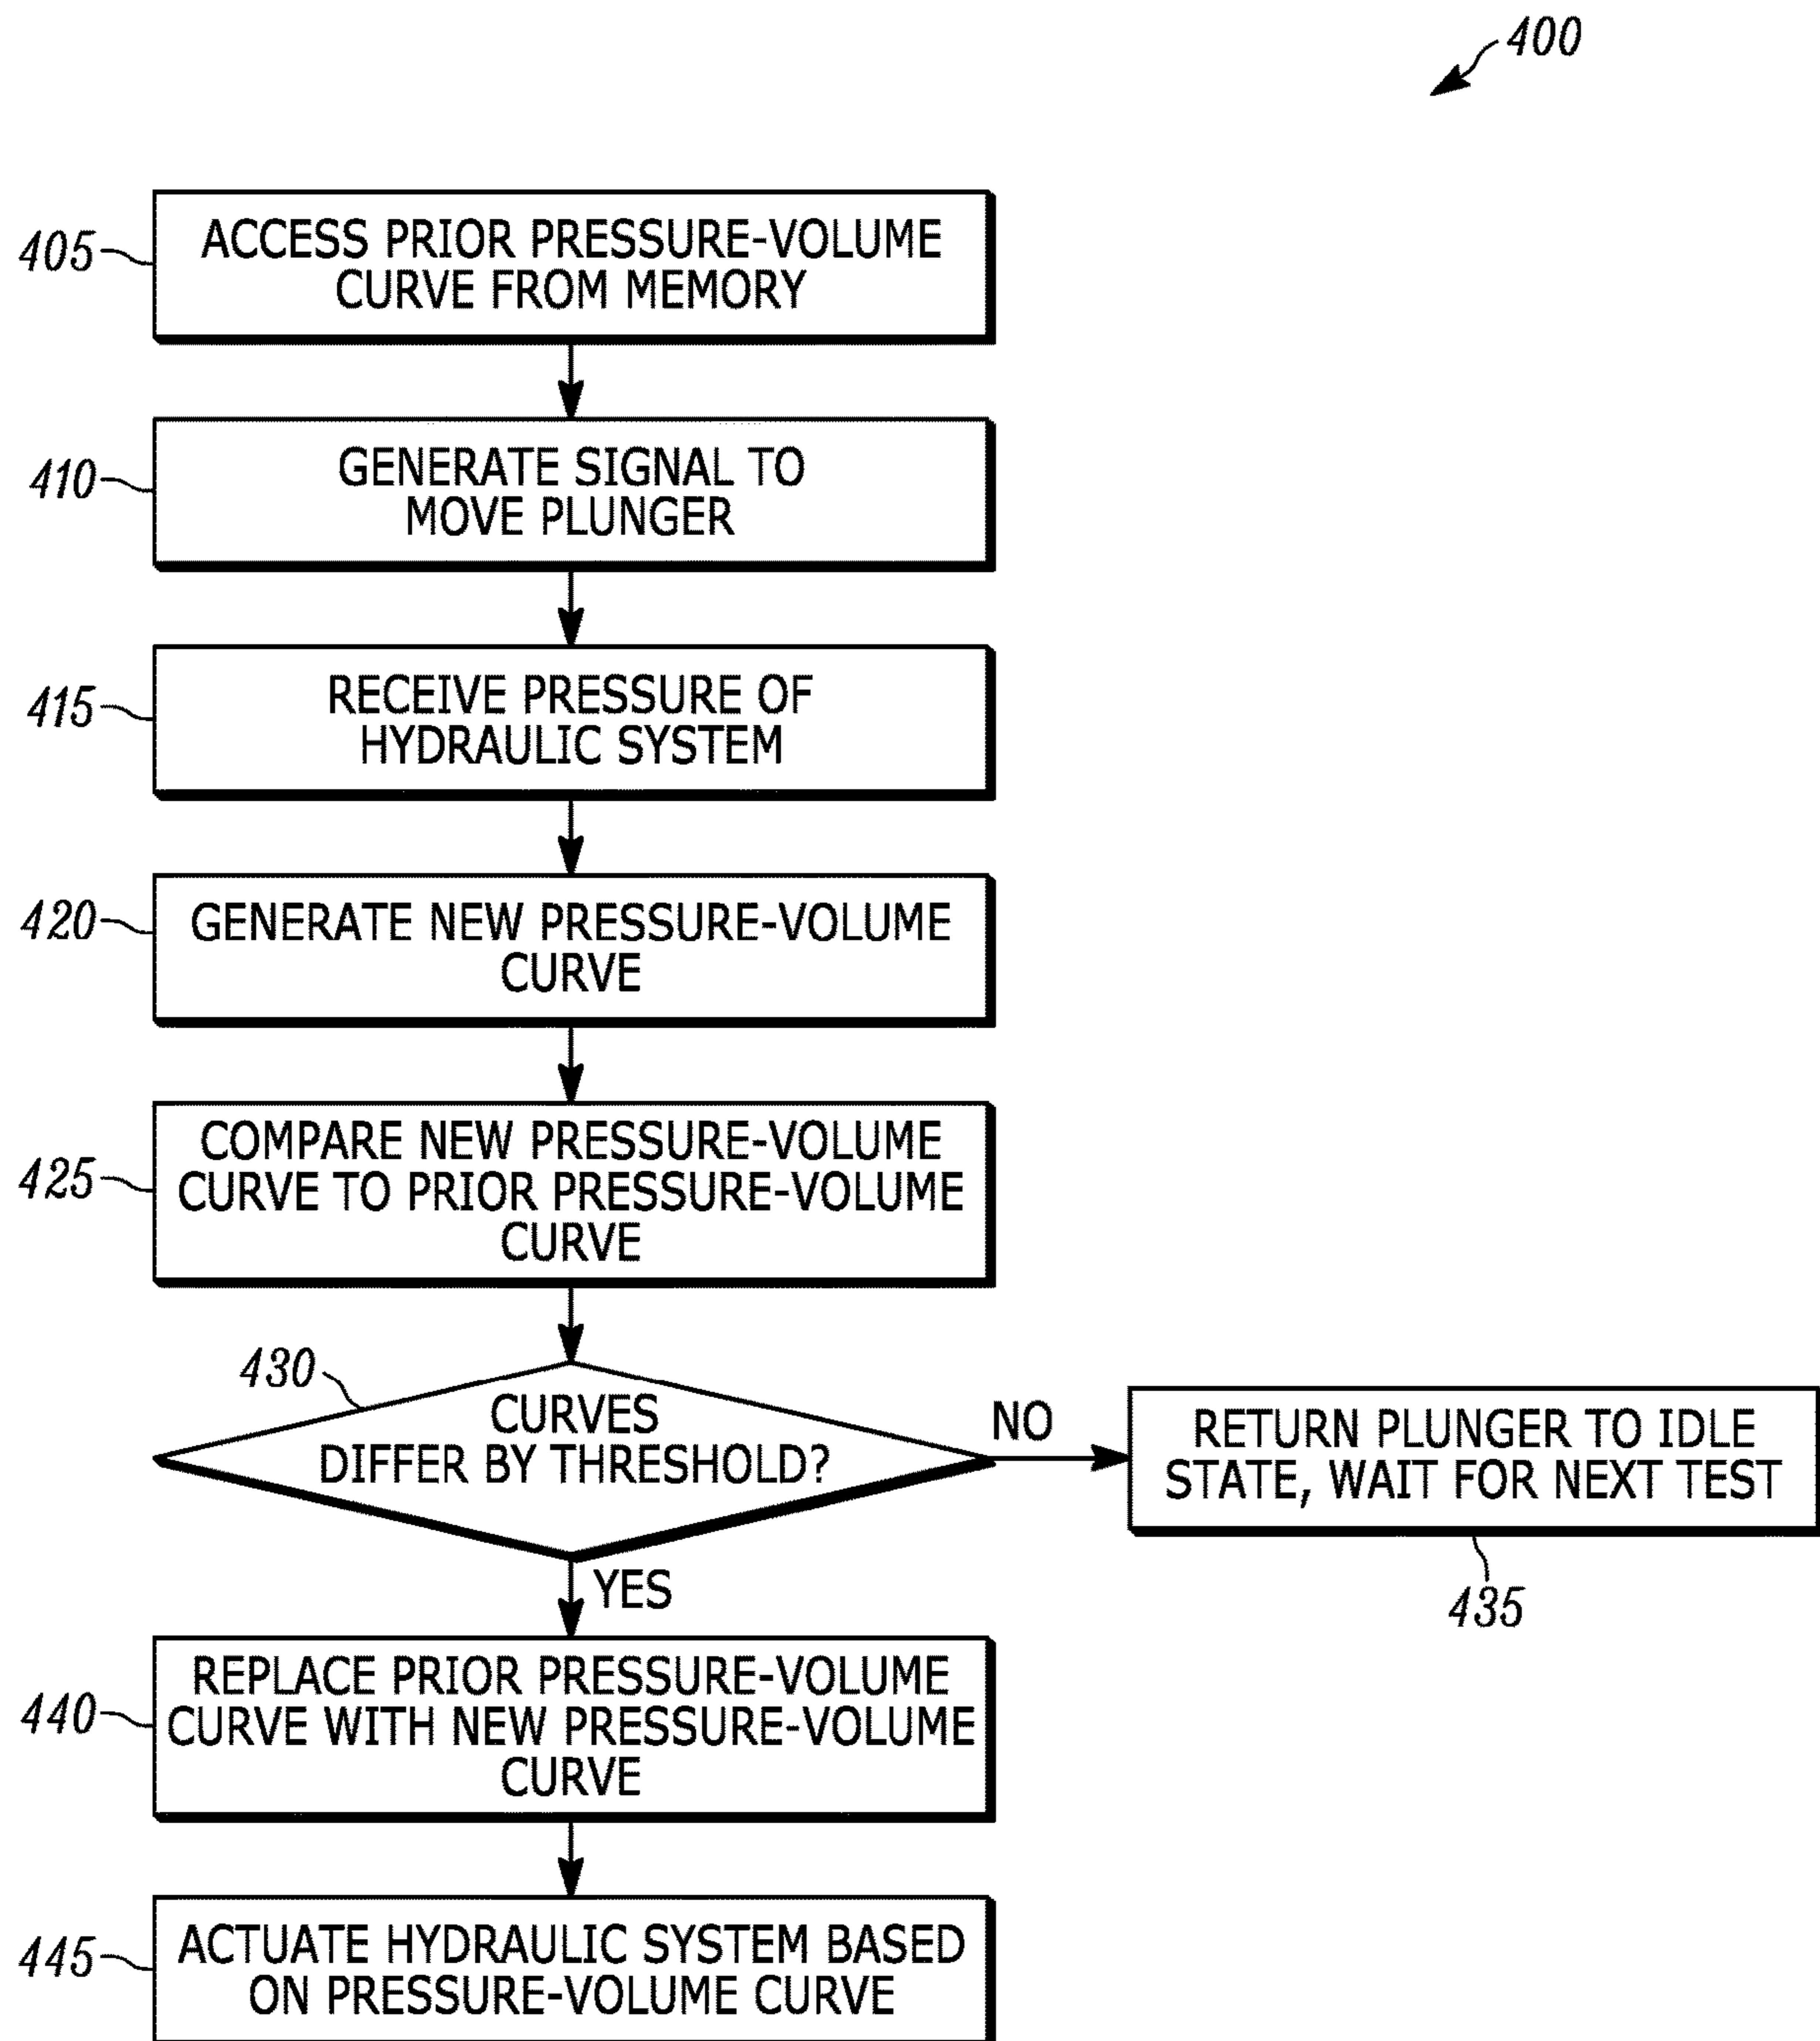 400
405
ACCESS PRIOR PRESSURE-VOLUME
CURVE FROM MEMORY
410
GENERATE SIGNAL TO
MOVE PLUNGER
415
RECEIVE PRESSURE OF
HYDRAULIC SYSTEM
420
GENERATE NEW PRESSURE-VOLUME
CURVE
425
COMPARE NEW PRESSURE-VOLUME
CURVE TO PRIOR PRESSURE-VOLUME
CURVE
430
CURVES
DIFFER BY THRESHOLD?
NO
RETURN PLUNGER TO IDLE
STATE, WAIT FOR NEXT TEST
435
YES
440
REPLACE PRIOR PRESSURE-VOLUME
CURVE WITH NEW PRESSURE-VOLUME
CURVE
445
ACTUATE HYDRAULIC SYSTEM BASED
ON PRESSURE-VOLUME CURVE